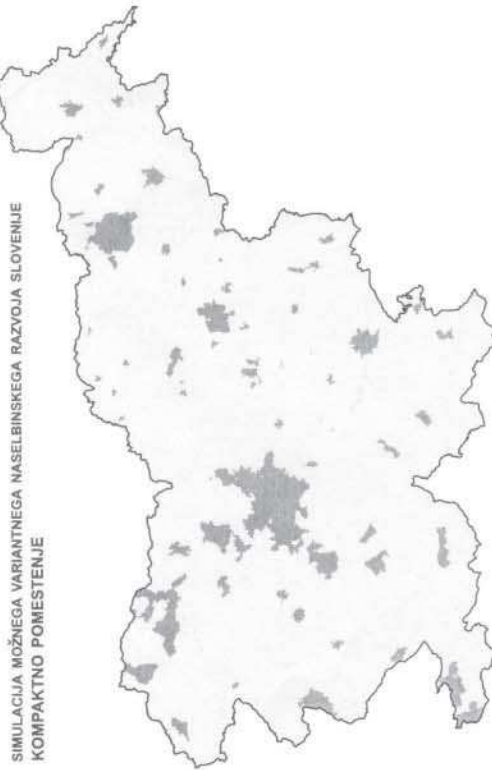 SIMULACIJA MOŽNEGA VARIANTNEGA NASELBINSKEGA RAZVOJA SLOVENIJE
KOMPAKTNO POMESTENJE